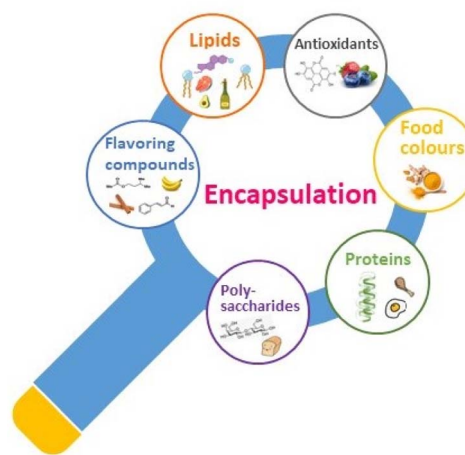 Lipids
Antioxidants
Flavoring
compounds
Food
colours
Encapsulation
Proteins
Poly-
saccharides